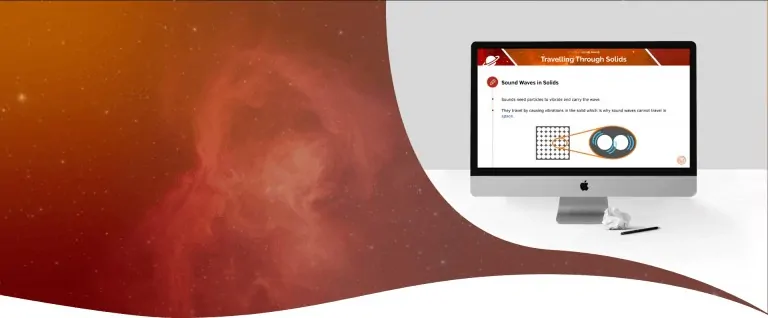 Travelling Through Solids
Sound Waves in Solids
Sounds need particles to vibrate and carry the wave.
They travel by causing vibrations in the solid which is why sound waves cannot travel in
space.